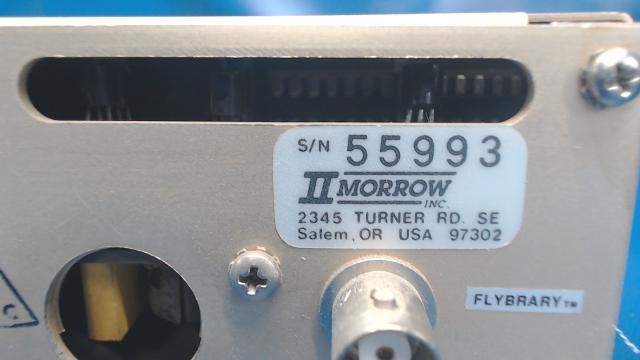 S/N 55993
II MORROW
INC.
2345 TURNER RD. SE
Salem, OR USA 97302
FLYBRARY™